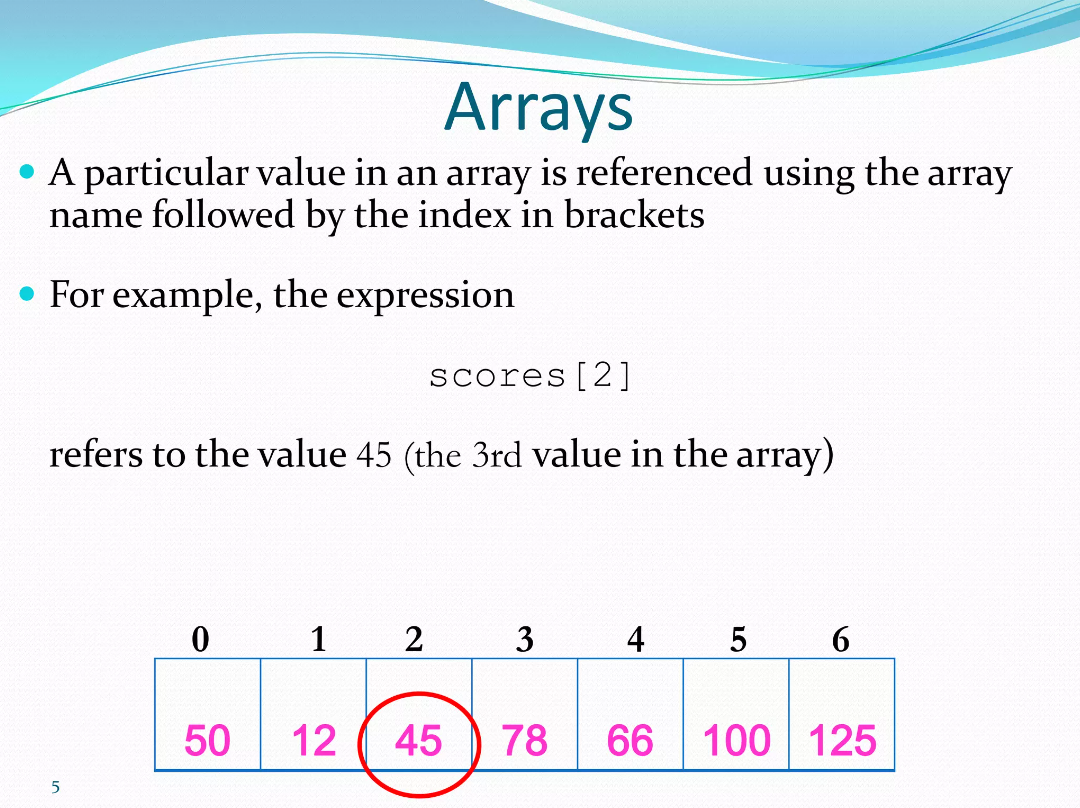 Arrays
• A particular value in an array is referenced using the array
name followed by the index in brackets
• For example, the expression
scores[2]
refers to the value 45 (the 3rd value in the array)
0 1 2 3 4 5 6
50 12 45 78 66 100 125
5